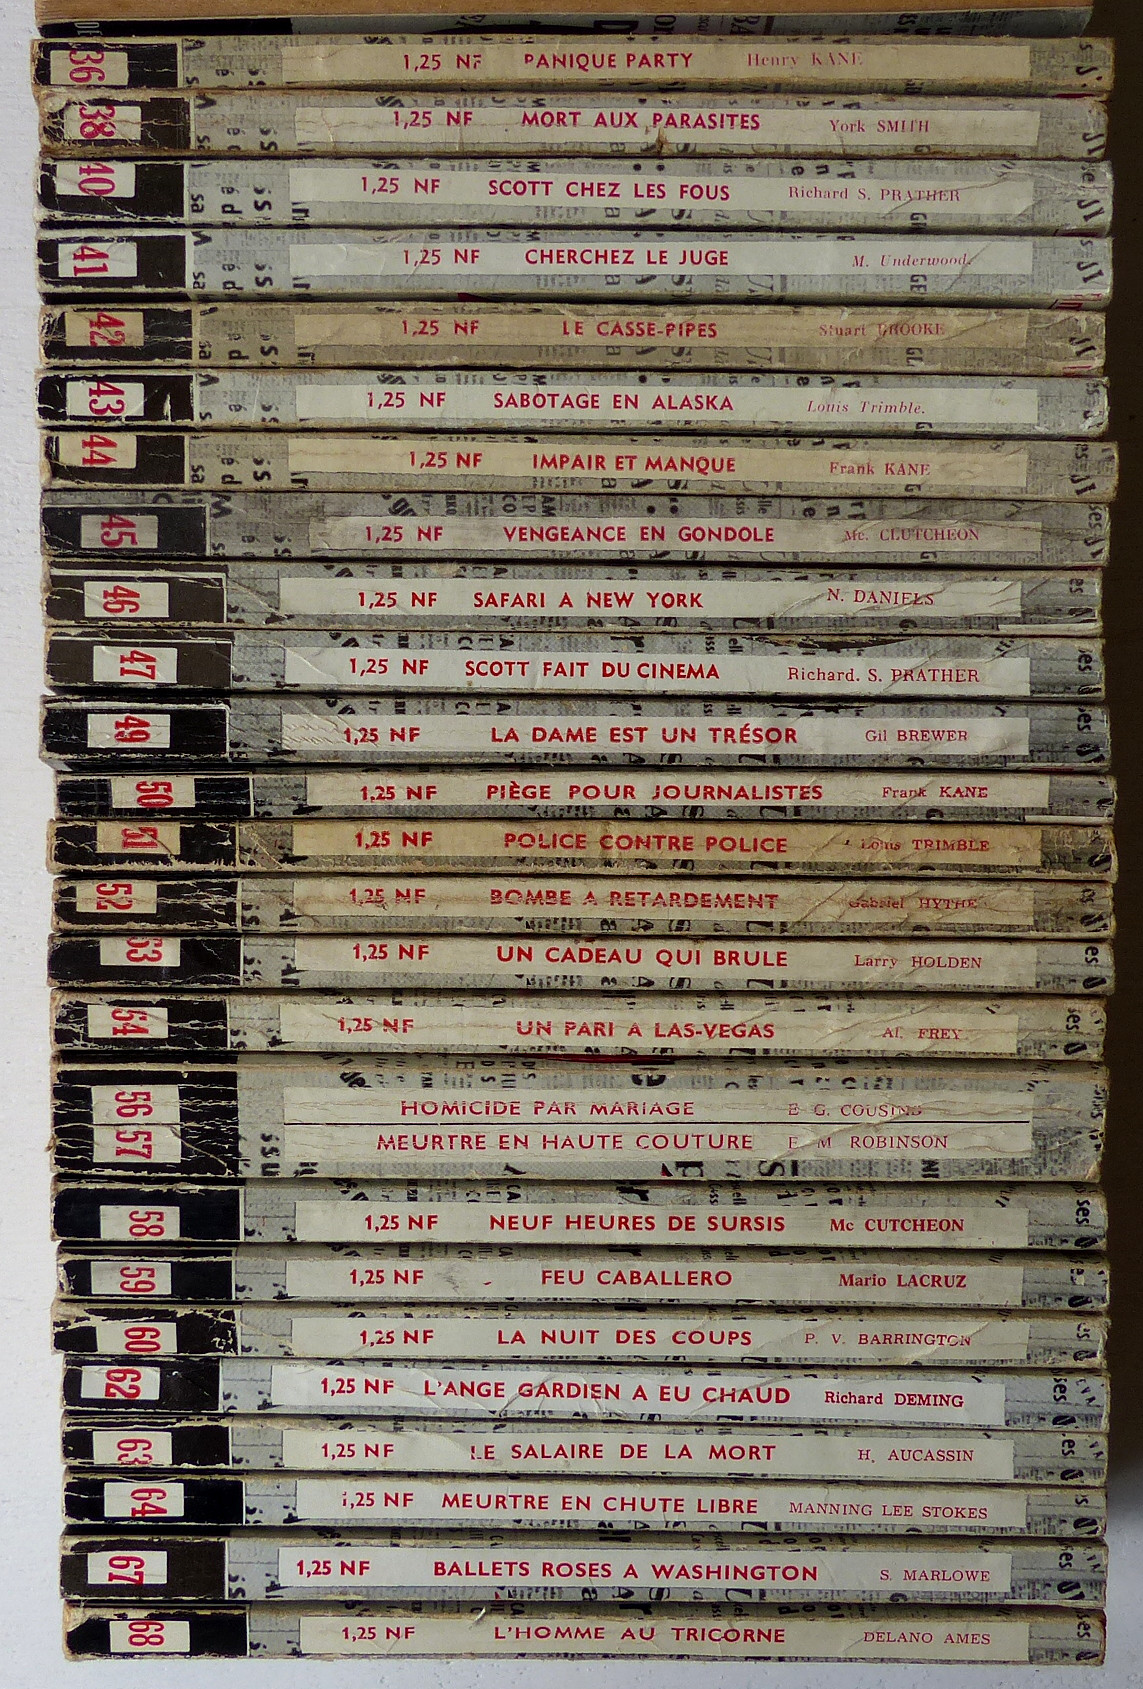 36 1,25 NF PANIQUE PARTY Henry KANE
38 1,25 NF MORT AUX PARASITES York SMITH
40 1,25 NF SCOTT CHEZ LES FOUS Richard S. PRATHER
41 1,25 NF CHERCHEZ LE JUGE M. Underwood.
42 1,25 NF LE CASSE-PIPES Stuart BROOKE
43 1,25 NF SABOTAGE EN ALASKA Louis Trimble.
44 1,25 NF IMPAIR ET MANQUE Frank KANE
45 1,25 NF VENGEANCE EN GONDOLE Mc. CLUTCHEON
46 1,25 NF SAFARI A NEW YORK N. DANIELS
47 1,25 NF SCOTT FAIT DU CINEMA Richard. S. PRATHER
49 1,25 NF LA DAME EST UN TRÉSOR Gil BREWER
50 1,25 NF PIÈGE POUR JOURNALISTES Frank KANE
51 1,25 NF POLICE CONTRE POLICE Louis TRIMBLE
52 1,25 NF BOMBE A RETARDEMENT Gabriel HYTHE
53 1,25 NF UN CADEAU QUI BRULE Larry HOLDEN
54 1,25 NF UN PARI A LAS-VEGAS Al. FREY
56 HOMICIDE PAR MARIAGE E. G. COUSINS
57 MEURTRE EN HAUTE COUTURE E. M ROBINSON
58 1,25 NF NEUF HEURES DE SURSIS Mc CUTCHEON
59 1,25 NF FEU CABALLERO Mario LACRUZ
60 1,25 NF LA NUIT DES COUPS P. V. BARRINGTON
62 1,25 NF L'ANGE GARDIEN A EU CHAUD Richard DEMING
63 1,25 NF LE SALAIRE DE LA MORT H. AUCASSIN
64 1,25 NF MEURTRE EN CHUTE LIBRE MANNING LEE STOKES
67 1,25 NF BALLETS ROSES A WASHINGTON S. MARLOWE
68 1,25 NF L'HOMME AU TRICORNE DELANO AMES